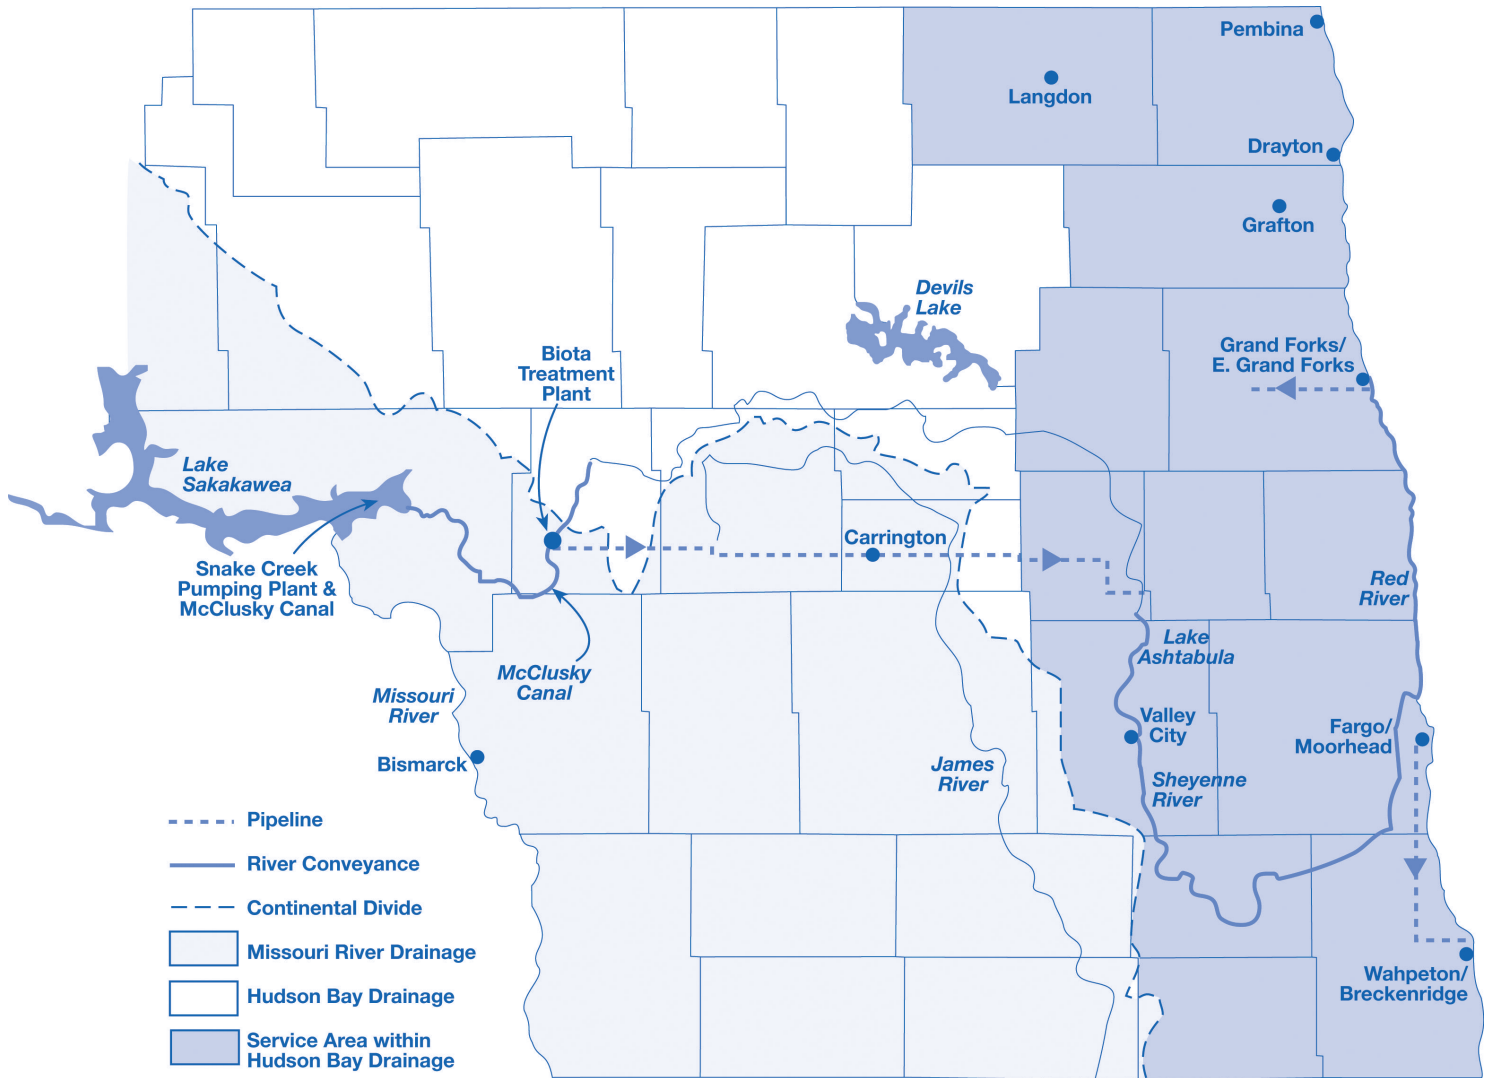 Pembina
Langdon
Drayton
Grafton
Devils
Lake
Grand Forks/
E. Grand Forks
Biota
Treatment
Plant
Lake
Sakakawea
Carrington
Snake Creek
Pumping Plant &
McClusky Canal
Red
River
Lake
Ashtabula
McClusky
Canal
Missouri
River
Valley
City
Fargo/
Moorhead
Bismarck
James
River
Sheyenne
River
Pipeline
River Conveyance
Continental Divide
Missouri River Drainage
Wahpeton/
Breckenridge
Hudson Bay Drainage
Service Area within
Hudson Bay Drainage